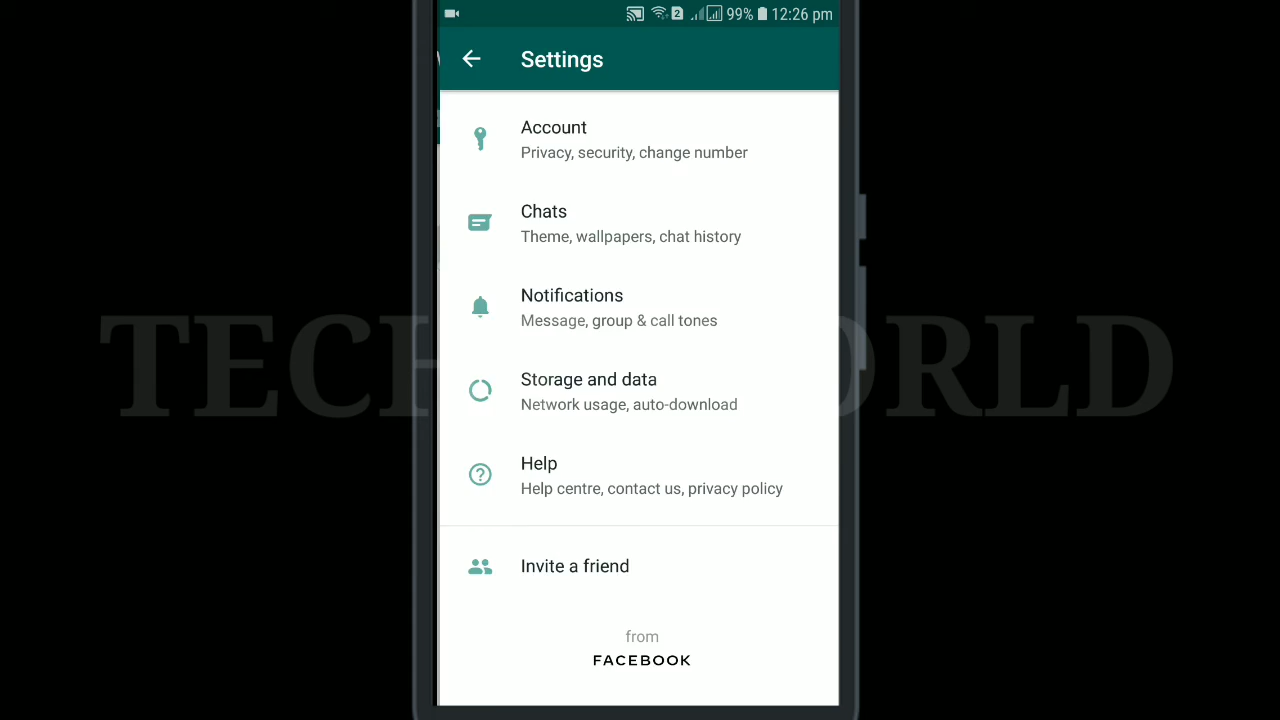 2 99% 12:26 pm
Settings
Account
Privacy, security, change number
Chats
Theme, wallpapers, chat history
Notifications
Message, group & call tones
Storage and data
Network usage, auto-download
Help
Help centre, contact us, privacy policy
Invite a friend
from
FACEBOOK